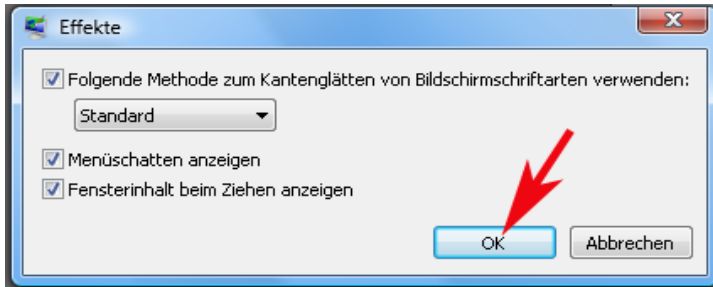 Effekte
Folgende Methode zum Kantenglätten von Bildschirmschriftarten verwenden:
Standard
Menüschatten anzeigen
Fensterinhalt beim Ziehen anzeigen
OK Abbrechen